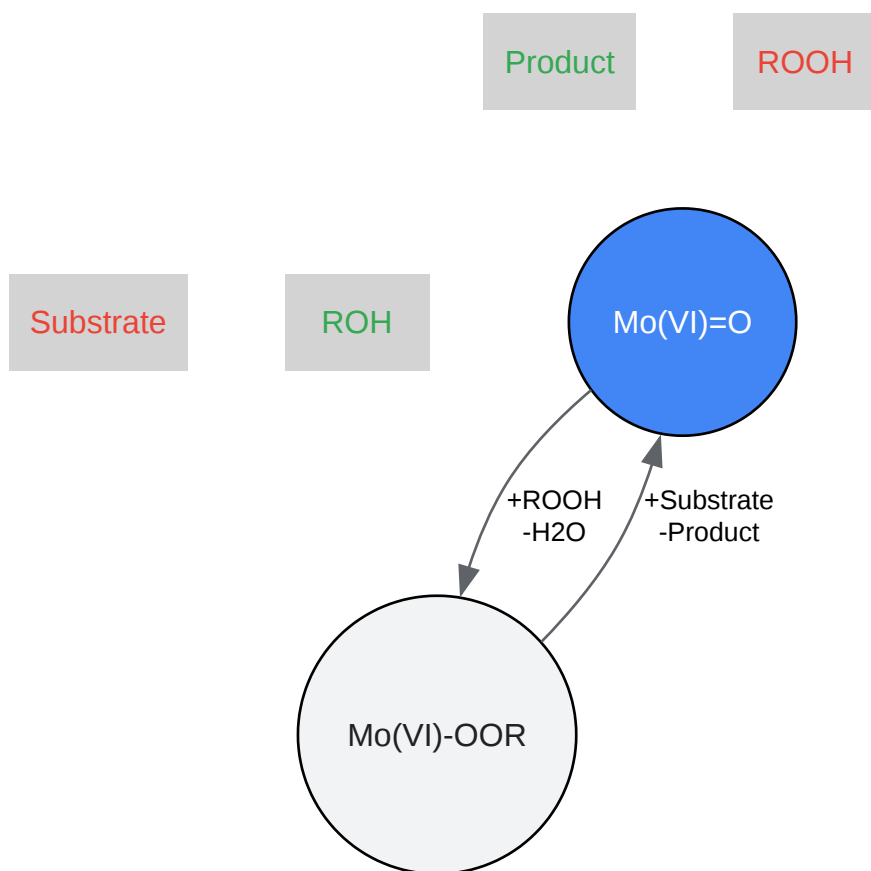 Product
ROOH
Substrate
ROH
Mo(VI)=O
+ROOH
-H2O
+Substrate
-Product
Mo(VI)-OOR